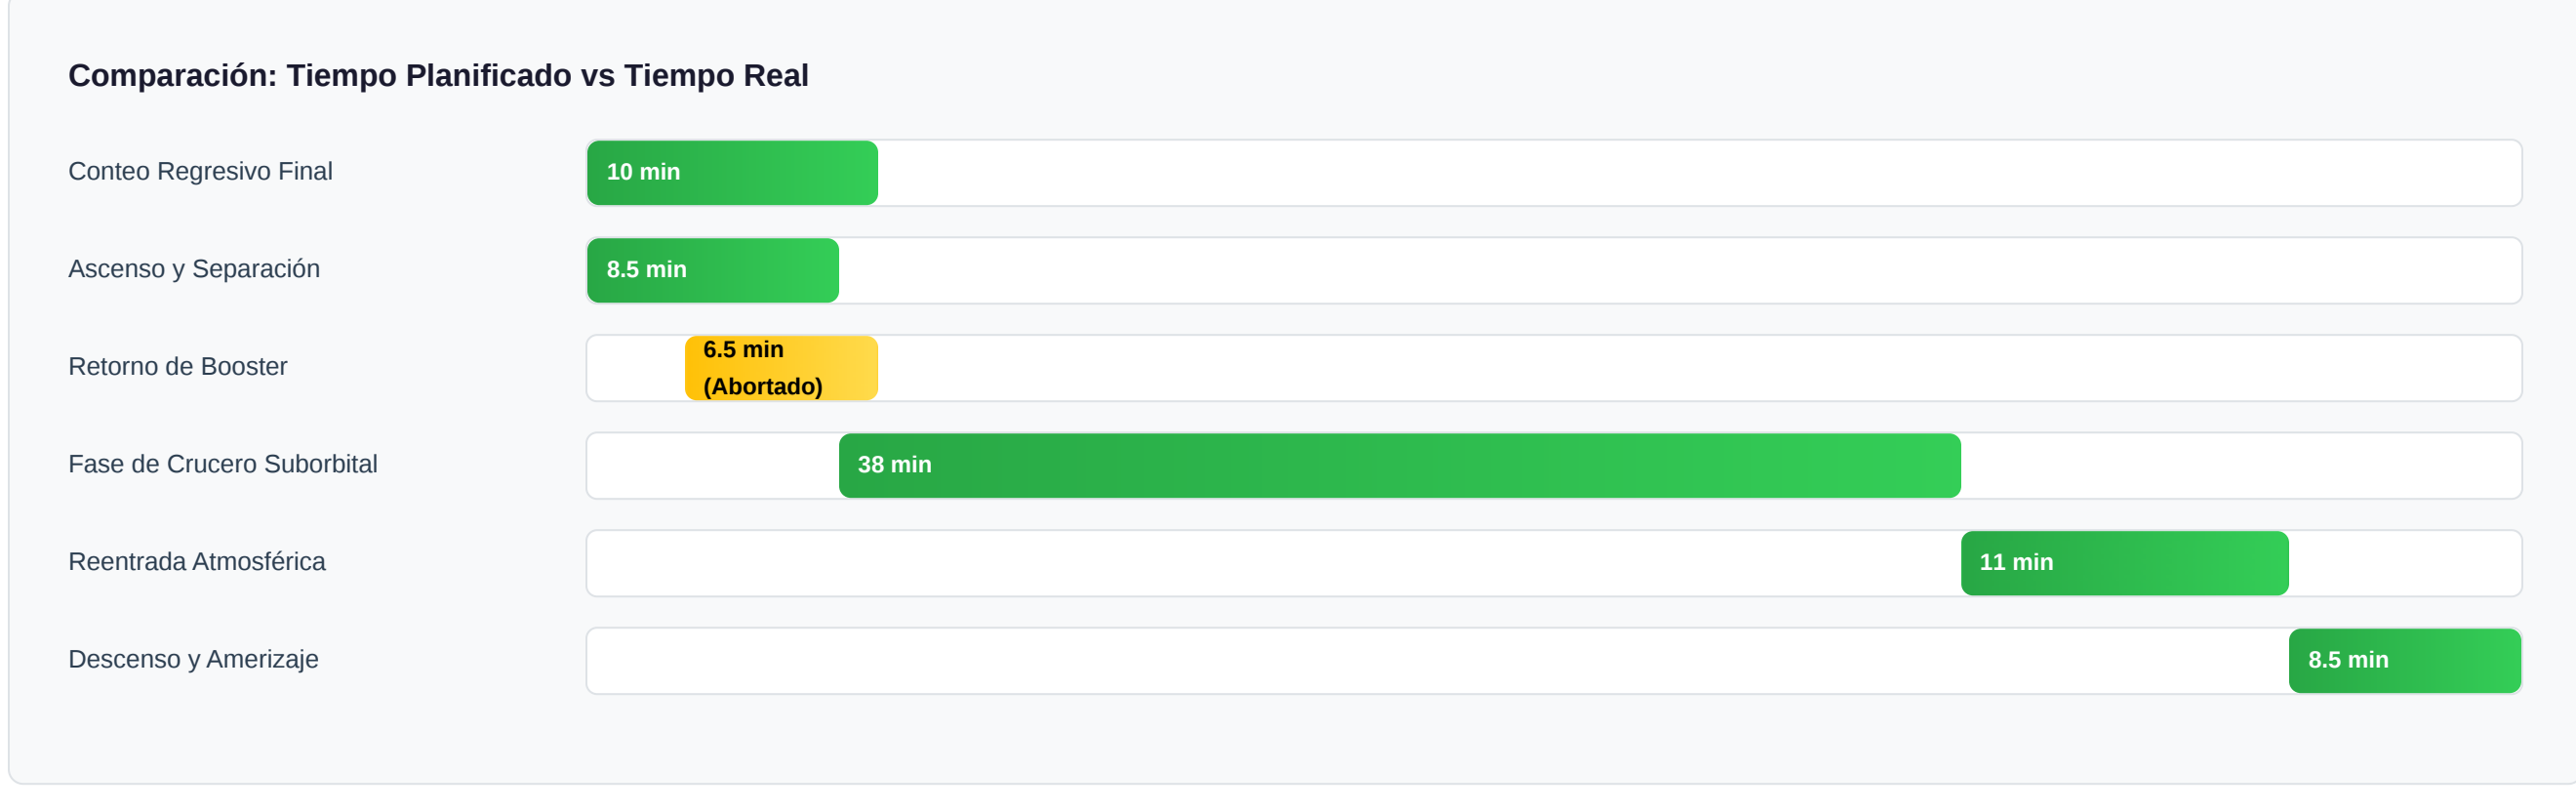 Comparación: Tiempo Planificado vs Tiempo Real
Conteo Regresivo Final
10 min
Ascenso y Separación
8.5 min
Retorno de Booster
6.5 min
(Abortado)
Fase de Crucero Suborbital
38 min
Reentrada Atmosférica
11 min
Descenso y Amerizaje
8.5 min